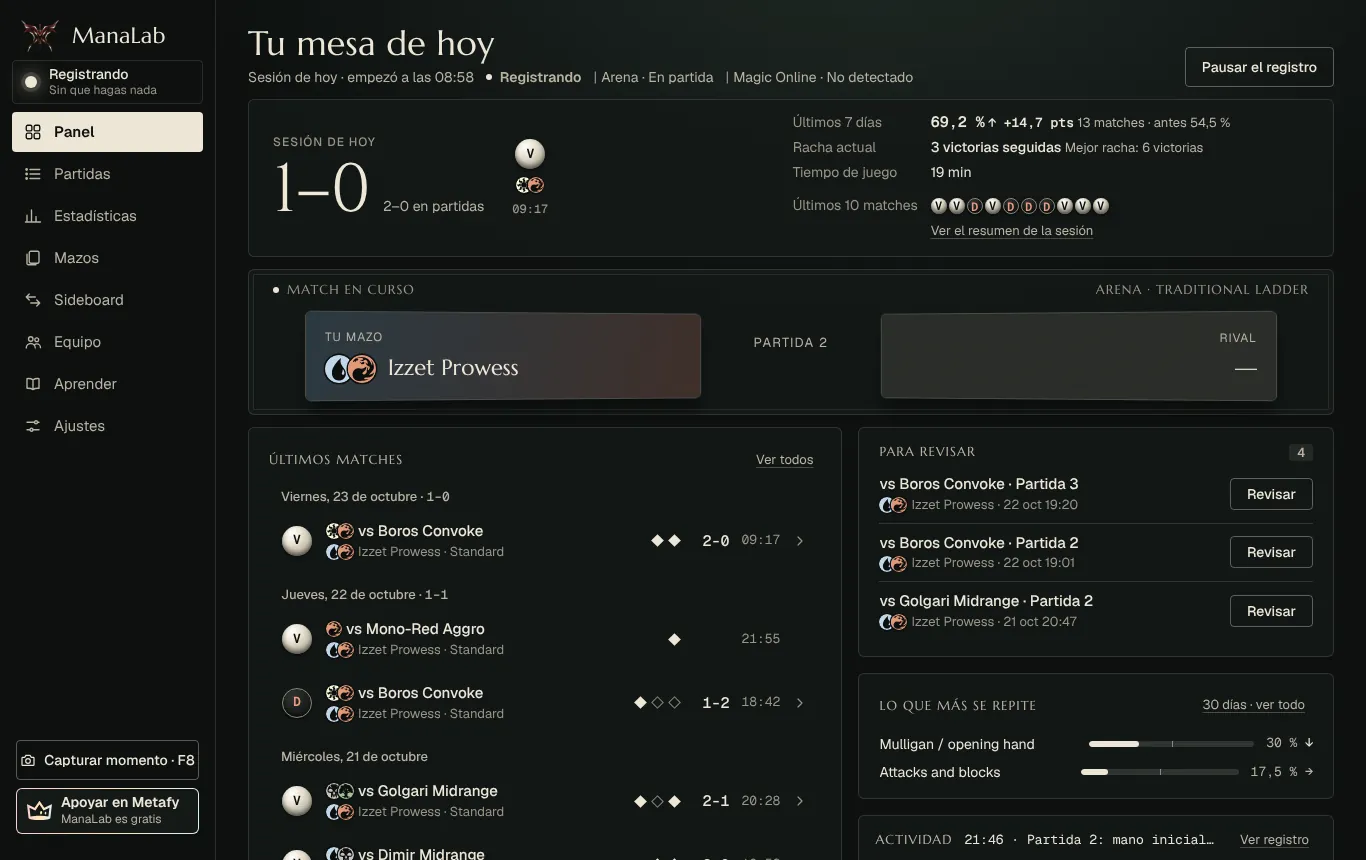 ManaLab
Registrando
Sin que hagas nada
Panel
Partidas
Estadísticas
Mazos
Sideboard
Equipo
Aprender
Ajustes
Capturar momento · F8
Apoyar en Metafy
ManaLab es gratis
Tu mesa de hoy
Sesión de hoy · empezó a las 08:58 • Registrando | Arena · En partida | Magic Online · No detectado
Pausar el registro
SESIÓN DE HOY
1–0 2–0 en partidas
V
09:17
Últimos 7 días 69,2 %↑ +14,7 pts 13 matches · antes 54,5 %
Racha actual 3 victorias seguidas Mejor racha: 6 victorias
Tiempo de juego 19 min
Últimos 10 matches V V D V D D D V V V
Ver el resumen de la sesión
MATCH EN CURSO
ARENA · TRADITIONAL LADDER
TU MAZO
Izzet Prowess
PARTIDA 2
RIVAL
—
ÚLTIMOS MATCHES Ver todos
Viernes, 23 de octubre · 1–0
V vs Boros Convoke 2–0 09:17
Izzet Prowess · Standard
Jueves, 22 de octubre · 1–1
V vs Mono-Red Aggro 21:55
Izzet Prowess · Standard
D vs Boros Convoke 1–2 18:42
Izzet Prowess · Standard
Miércoles, 21 de octubre
V vs Golgari Midrange 2–1 20:28
Izzet Prowess · Standard
vs Dimir Midrange
PARA REVISAR 4
vs Boros Convoke · Partida 3
Izzet Prowess · 22 oct 19:20
Revisar
vs Boros Convoke · Partida 2
Izzet Prowess · 22 oct 19:01
Revisar
vs Golgari Midrange · Partida 2
Izzet Prowess · 21 oct 20:47
Revisar
LO QUE MÁS SE REPITE 30 días · ver todo
Mulligan / opening hand 30 % ↓
Attacks and blocks 17,5 % →
ACTIVIDAD 21:46 · Partida 2: mano inicial… Ver registro